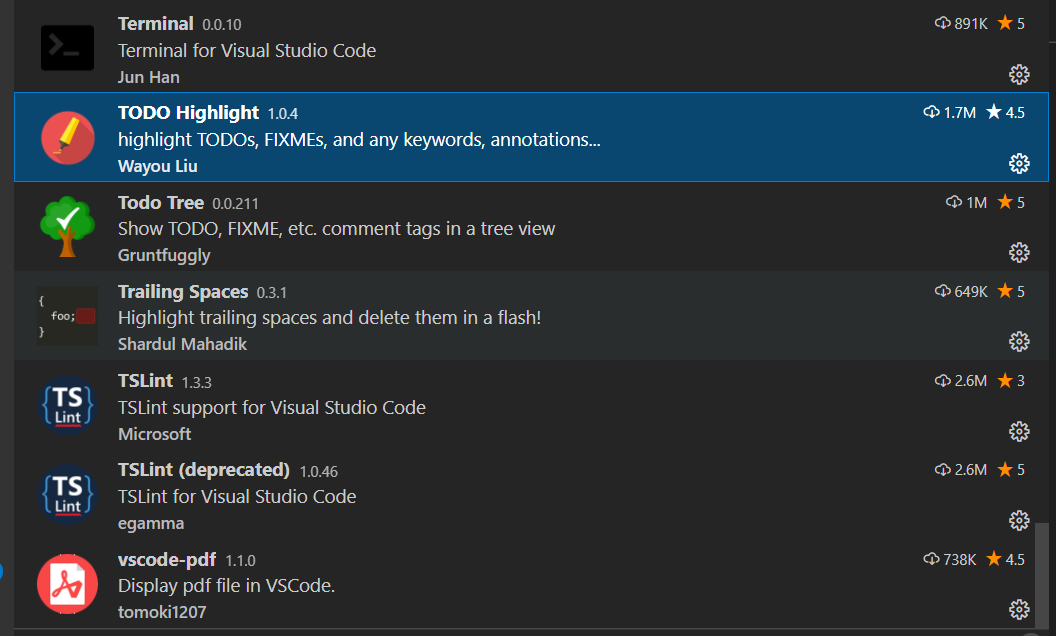 Terminal 0.0.10 891K 5
Terminal for Visual Studio Code
Jun Han
TODO Highlight 1.0.4 1.7M 4.5
highlight TODOs, FIXMEs, and any keywords, annotations...
Wayou Liu
Todo Tree 0.0.211 1M 5
Show TODO, FIXME, etc. comment tags in a tree view
Gruntfuggly
{
foo;
}
Trailing Spaces 0.3.1 649K 5
Highlight trailing spaces and delete them in a flash!
Shardul Mahadik
TS
Lint
TSLint 1.3.3 2.6M 3
TSLint support for Visual Studio Code
Microsoft
TS
Lint
TSLint (deprecated) 1.0.46 2.6M 5
TSLint for Visual Studio Code
egamma
vscode-pdf 1.1.0 738K 4.5
Display pdf file in VSCode.
tomoki1207